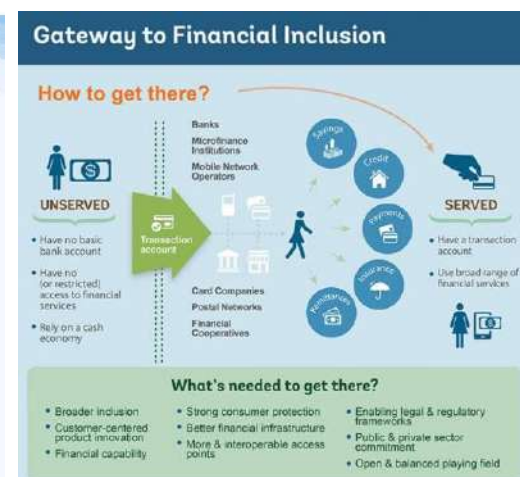 Gateway to Financial Inclusion
How to get there?
UNSERVED
• Have no basic
bank account
• Have no
(or restricted)
access to financial
services
• Rely on a cash
economy
Transaction
account
Banks
Microfinance
Institutions
Mobile Network
Operators
Card Companies
Postal Networks
Financial
Cooperatives
Savings
Credit
Payments
Insurance
Remittances
SERVED
• Have a transaction
account
• Use broad range of
financial services
What's needed to get there?
• Broader inclusion
• Customer-centered
product innovation
• Financial capability
• Strong consumer protection
• Better financial infrastructure
• More & interoperable access
points
• Enabling legal & regulatory
frameworks
• Public & private sector
commitment
• Open & balanced playing field